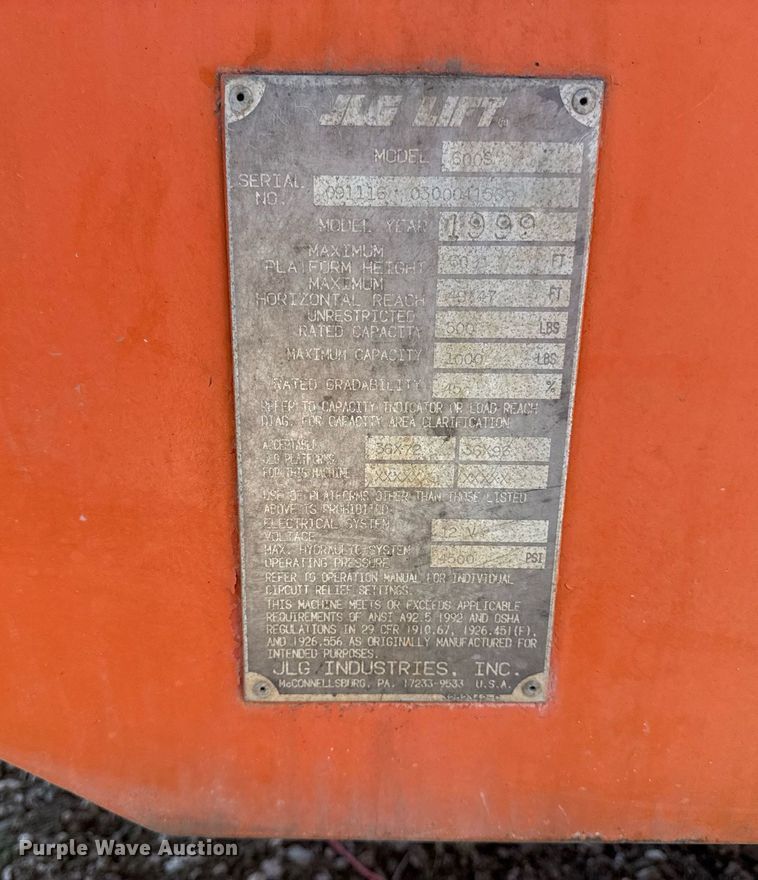 JLG LIFT®
MODEL 600S
SERIAL
NO.
MODEL YEAR 1999
MAXIMUM
PLATFORM HEIGHT 60 FT
MAXIMUM
HORIZONTAL REACH FT
UNRESTRICTED
RATED CAPACITY 500 LBS
MAXIMUM CAPACITY 1000 LBS
RATED GRADABILITY 45 %
REFER TO CAPACITY INDICATOR OR LOAD REACH
DIAG. FOR CAPACITY AREA CLARIFICATION
ACCEPTABLE 36X72 36X96
JLG PLATFORMS
FOR THIS MACHINE XXXXXX XXXXXX
USE OF PLATFORMS OTHER THAN THOSE LISTED
ABOVE IS PROHIBITED.
ELECTRICAL SYSTEM
VOLTAGE 12 V
MAX. HYDRAULIC SYSTEM
OPERATING PRESSURE PSI
REFER TO OPERATION MANUAL FOR INDIVIDUAL
CIRCUIT RELIEF SETTINGS.
THIS MACHINE MEETS OR EXCEEDS APPLICABLE
REQUIREMENTS OF ANSI A92.5 1992 AND OSHA
REGULATIONS IN 29 CFR 1910.67, 1926.451(F),
AND 1926.556 AS ORIGINALLY MANUFACTURED FOR
INTENDED PURPOSES.
JLG INDUSTRIES, INC.
McCONNELLSBURG, PA. 17233-9533 U.S.A.
Purple Wave Auction